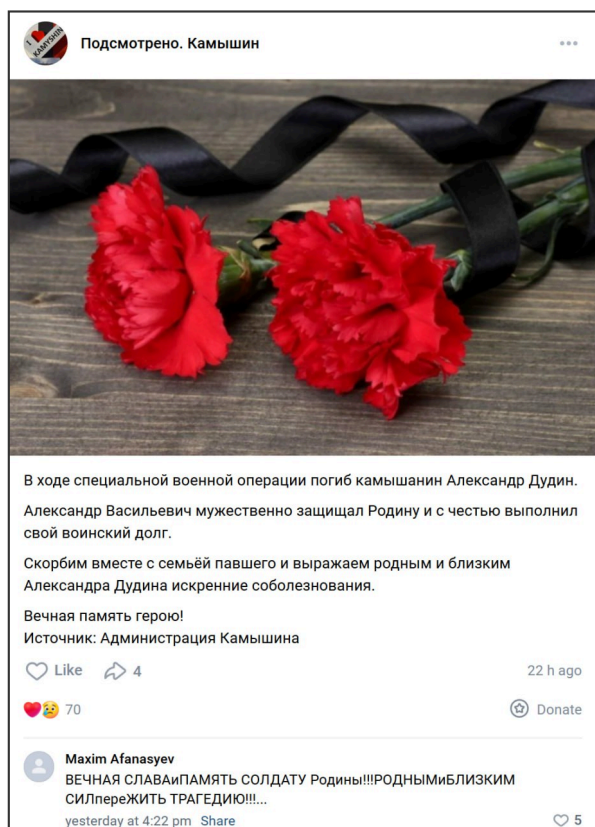 I
KAMYSHIN
Подсмотрено. Камышин
В ходе специальной военной операции погиб камышанин Александр Дудин.
Александр Васильевич мужественно защищал Родину и с честью выполнил
свой воинский долг.
Скорбим вместе с семьёй павшего и выражаем родным и близким
Александра Дудина искренние соболезнования.
Вечная память герою!
Источник: Администрация Камышина
Like 4 22 h ago
70 Donate
Maxim Afanasyev
ВЕЧНАЯ СЛАВАиПАМЯТЬ СОЛДАТУ Родины!!!РОДНЫМиБЛИЗКИМ
СИЛпереЖИТЬ ТРАГЕДИЮ!!!...
yesterday at 4:22 pm Share 5